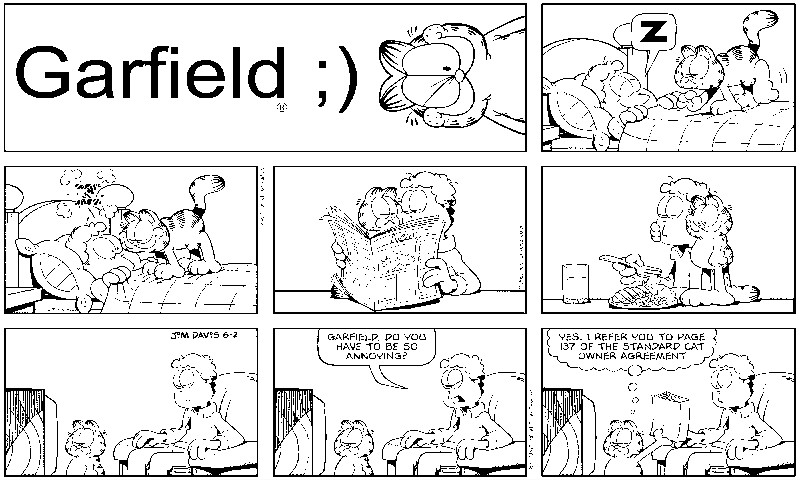 Garfield ;)
®
Z
JIM DAVIS 6-2
GARFIELD, DO YOU
HAVE TO BE SO
ANNOYING?
YES. I REFER YOU TO PAGE
137 OF THE STANDARD CAT
OWNER AGREEMENT